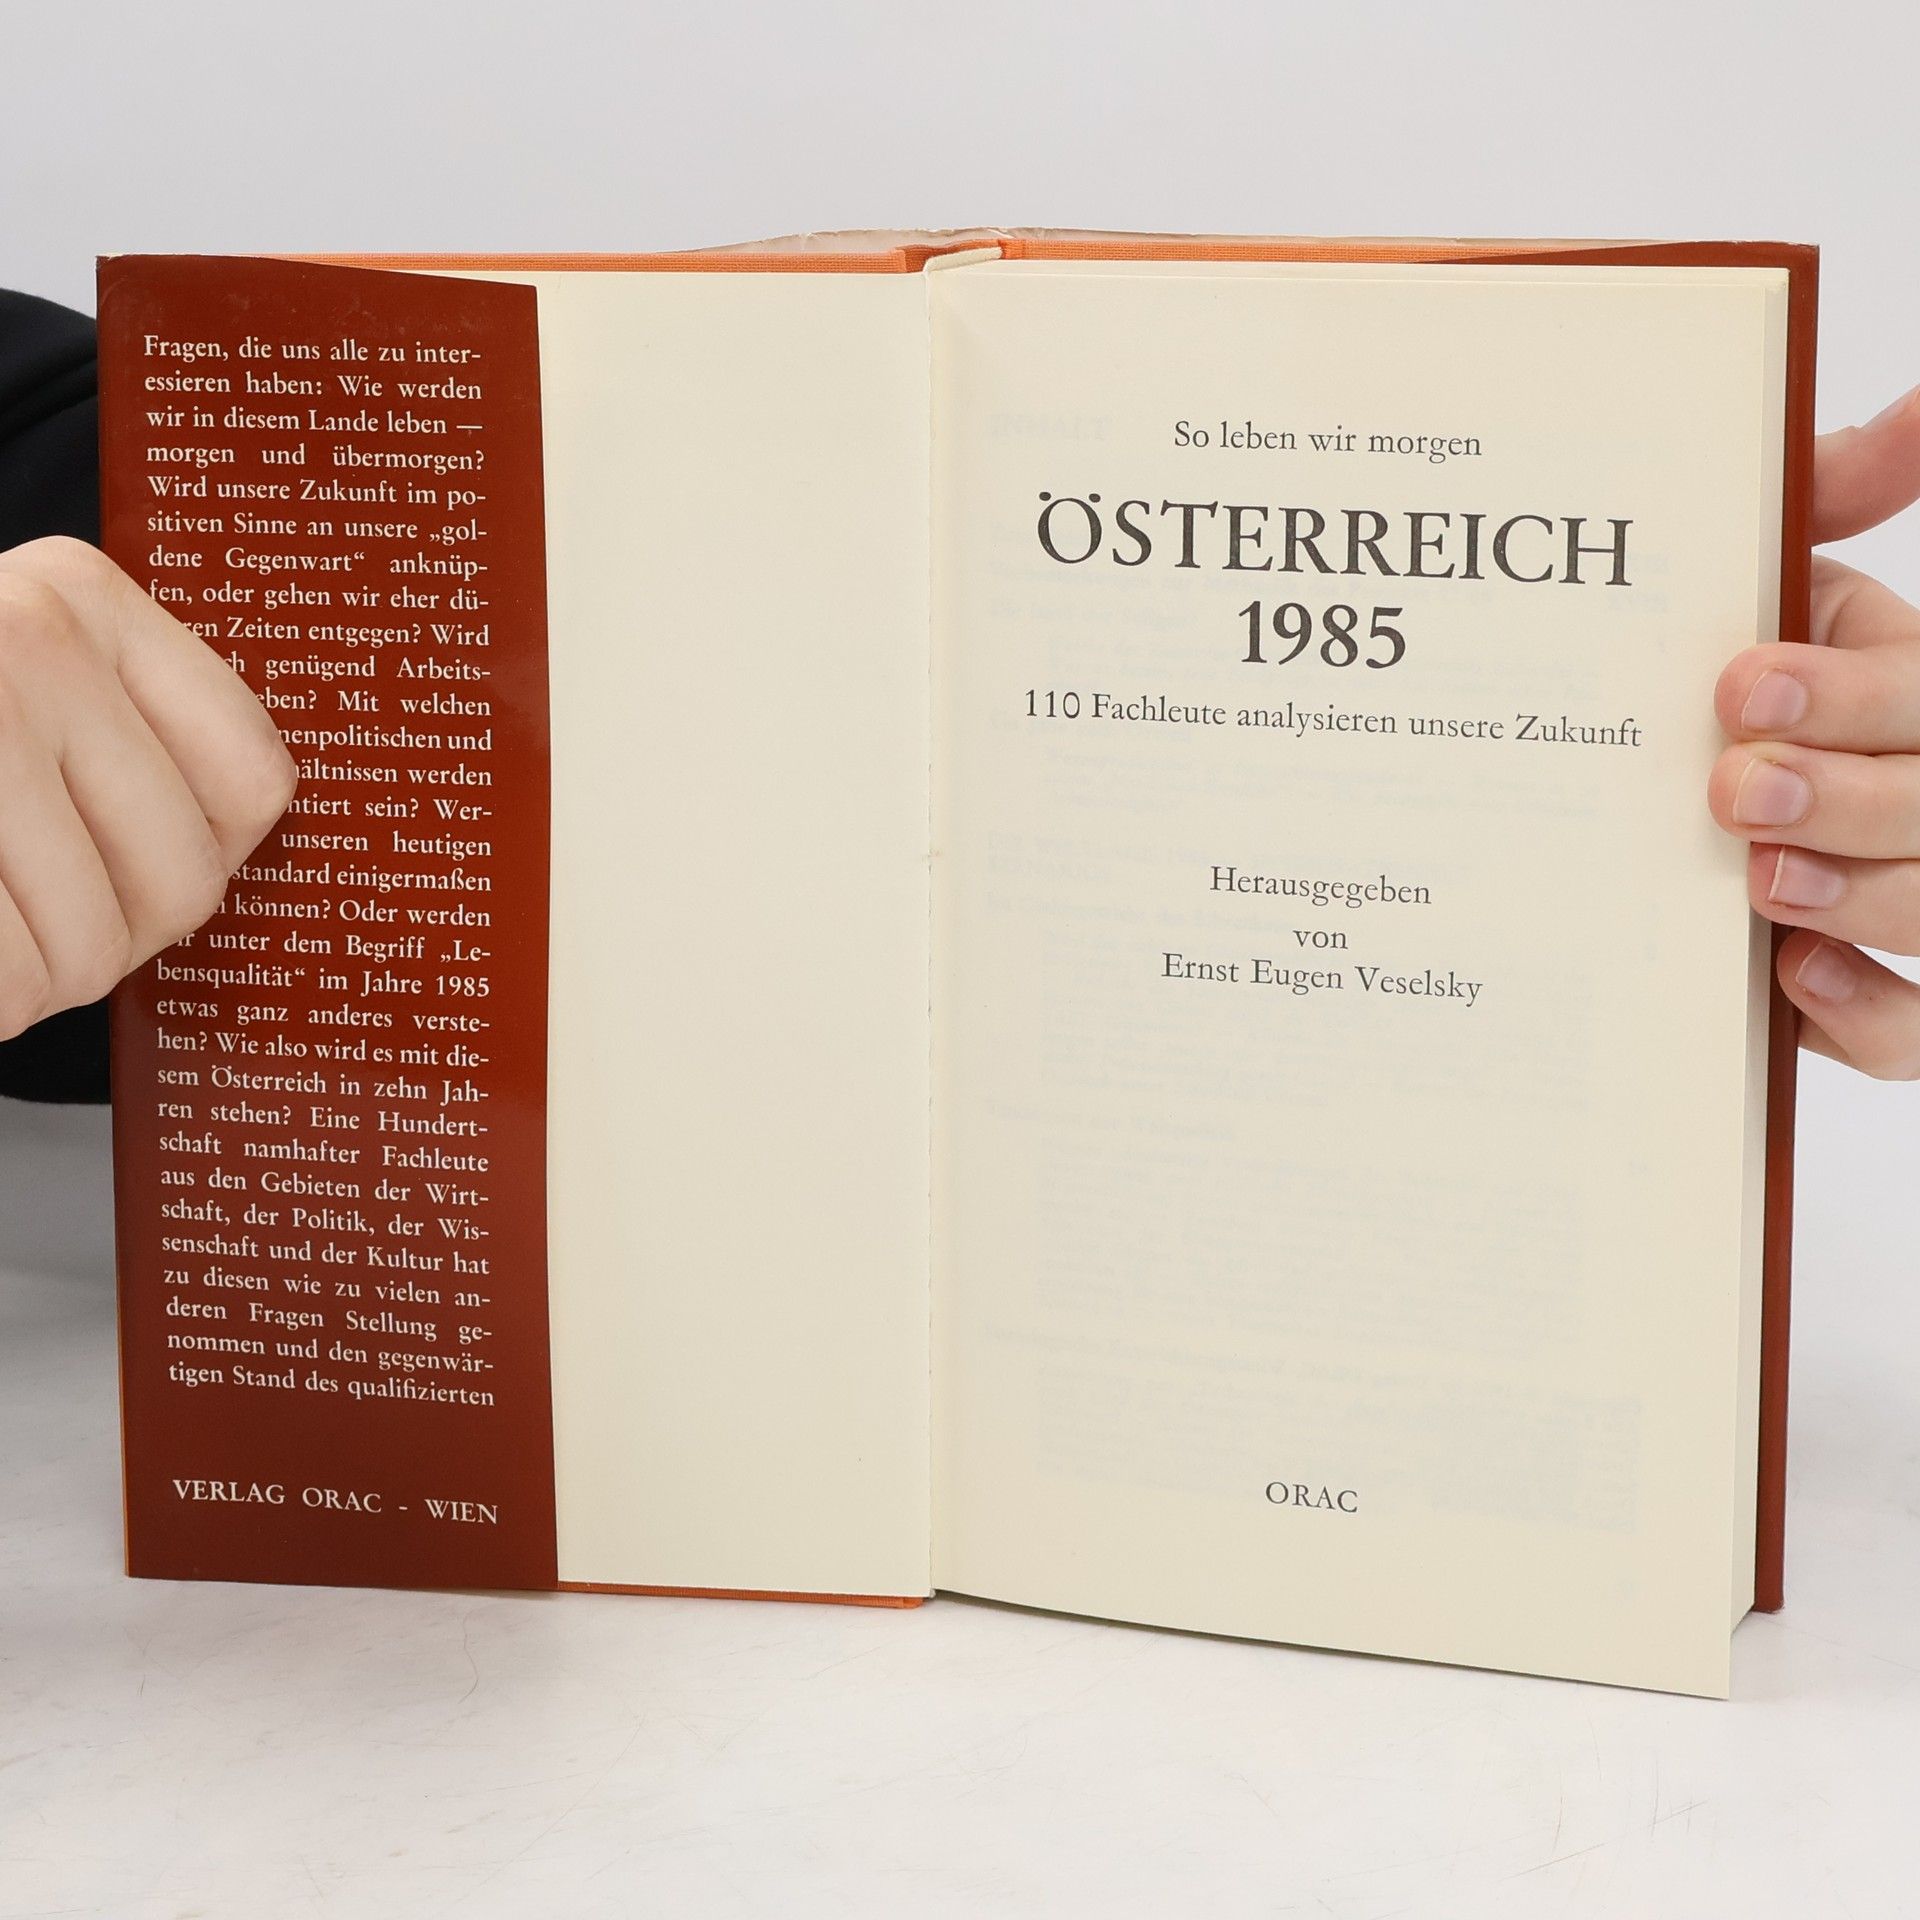 Fragen, die uns alle zu inter-
essieren haben: Wie werden
wir in diesem Lande leben —
morgen und übermorgen?
Wird unsere Zukunft im po-
sitiven Sinne an unsere „gol-
dene Gegenwart“ anknüp-
fen, oder gehen wir eher dü-
ren Zeiten entgegen? Wird
genügend Arbeits-
Mit welchen
und
werden
sein? Wer-
unseren heutigen
einigermaßen
können? Oder werden
unter dem Begriff „Le-
bensqualität“ im Jahre 1985
etwas ganz anderes verste-
hen? Wie also wird es mit die-
sem Österreich in zehn Jah-
ren stehen? Eine Hundert-
schaft namhafter Fachleute
aus den Gebieten der Wirt-
schaft, der Politik, der Wis-
senschaft und der Kultur hat
zu diesen wie zu vielen an-
deren Fragen Stellung ge-
nommen und den gegenwär-
tigen Stand des qualifizierten
VERLAG ORAC - WIEN
So leben wir morgen
ÖSTERREICH
1985
110 Fachleute analysieren unsere Zukunft
Herausgegeben
von
Ernst Eugen Veselsky
ORAC